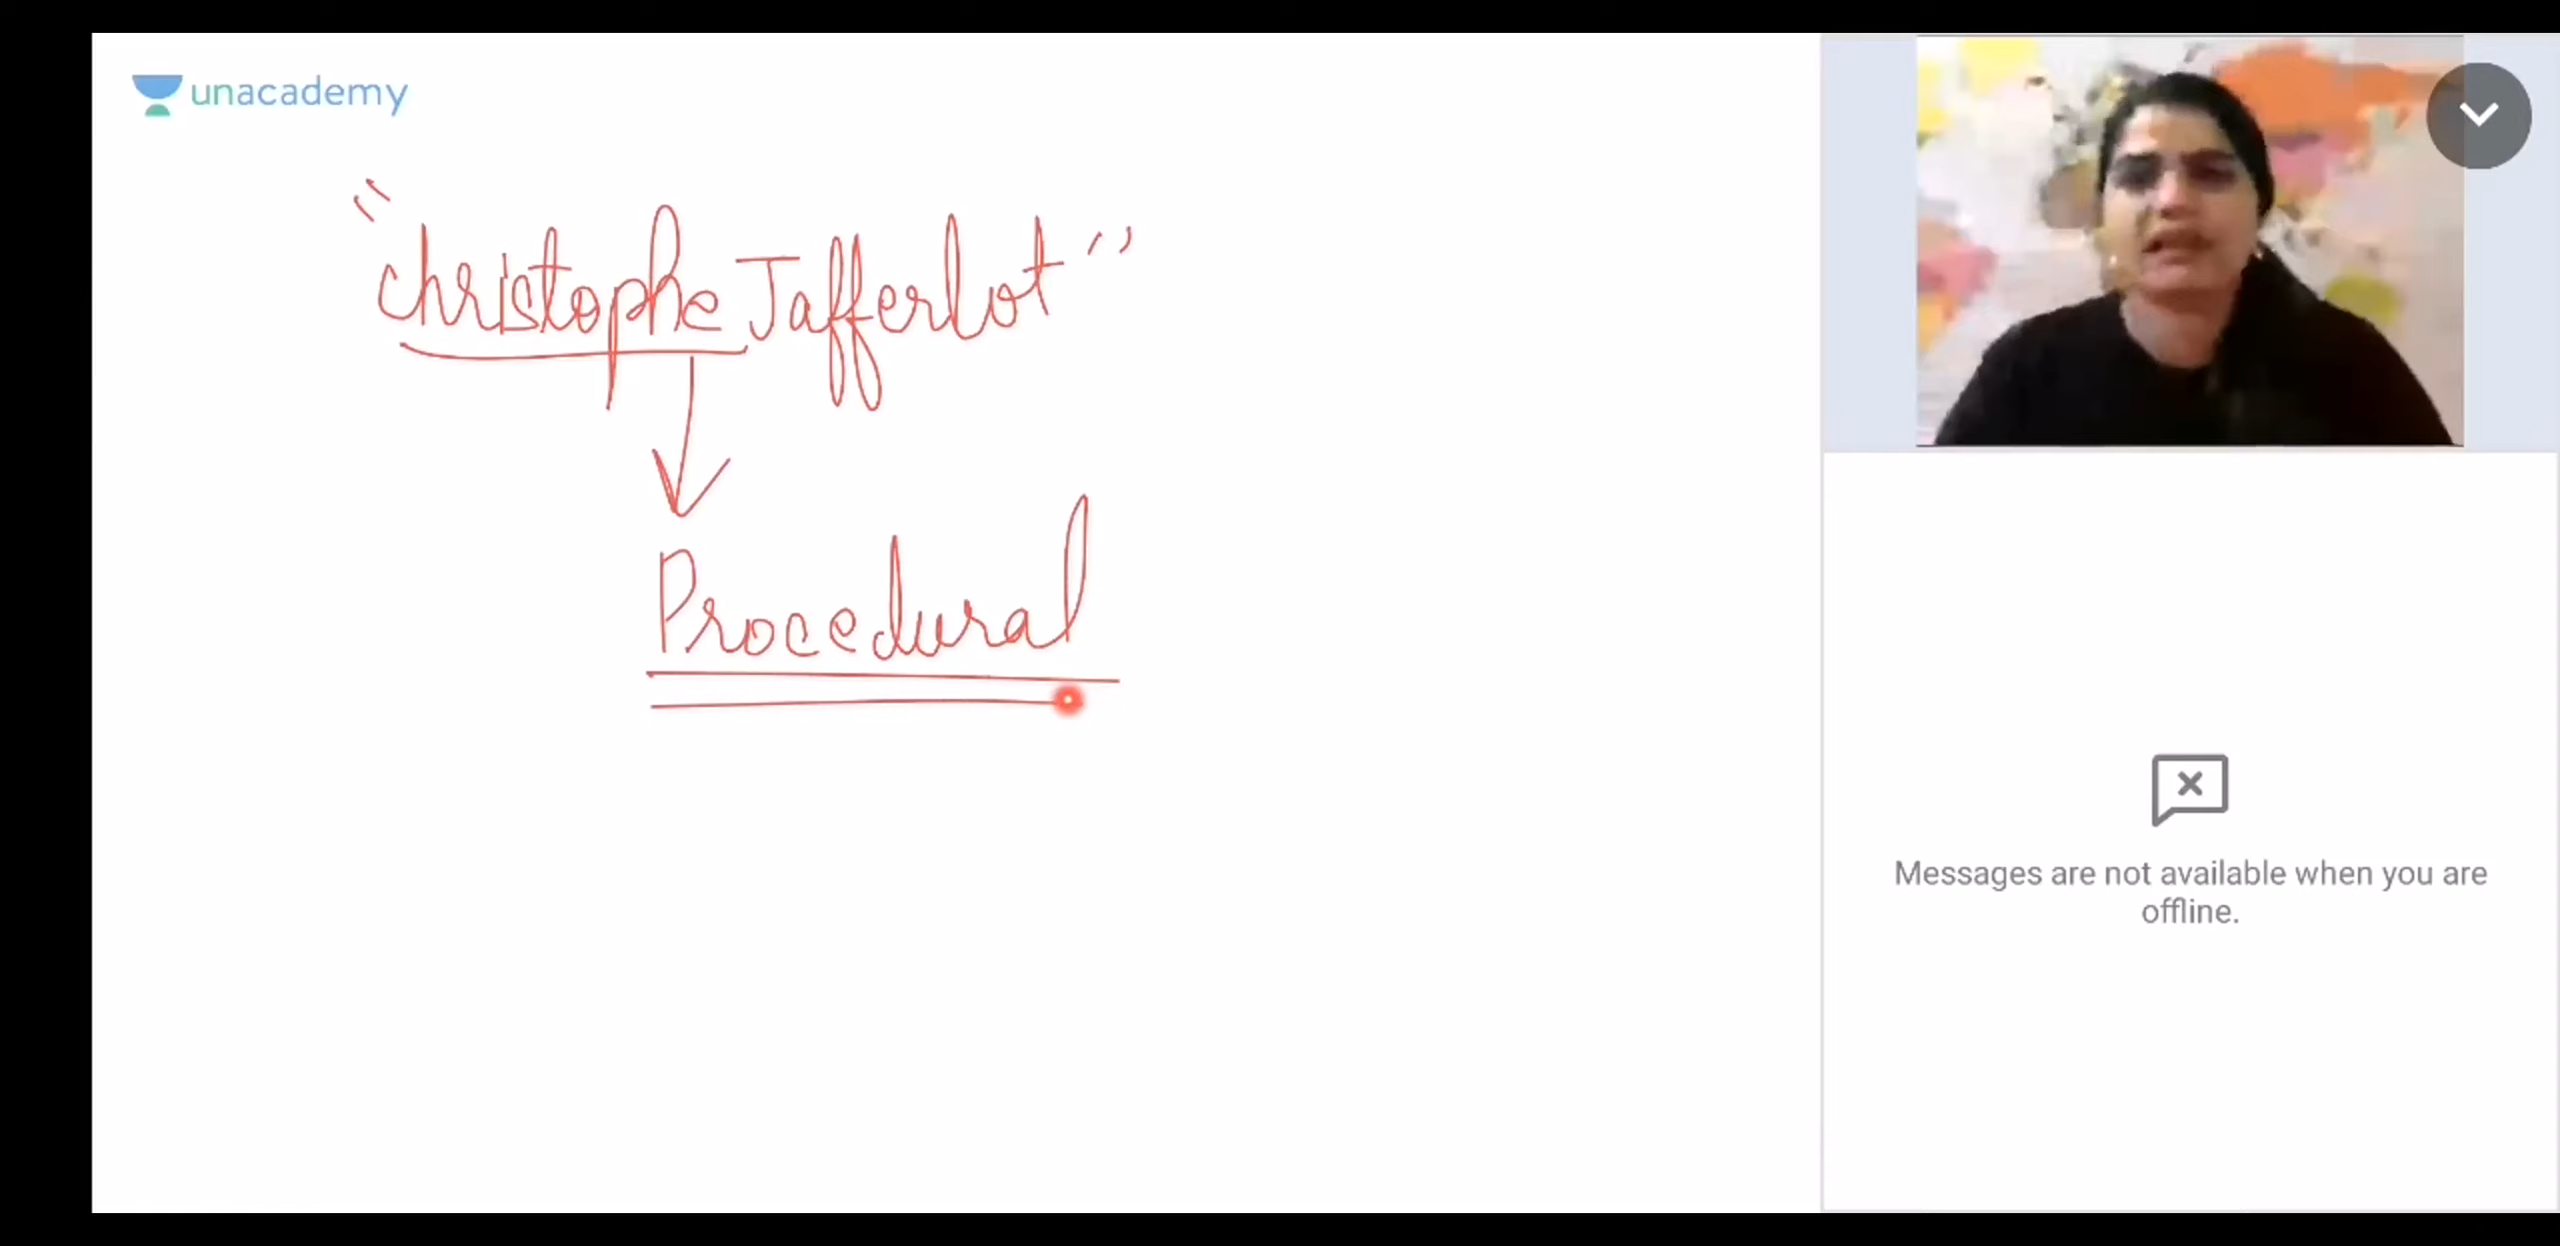 unacademy
"Christophe Jafferlot"
Procedural
Messages are not available when you are
offline.